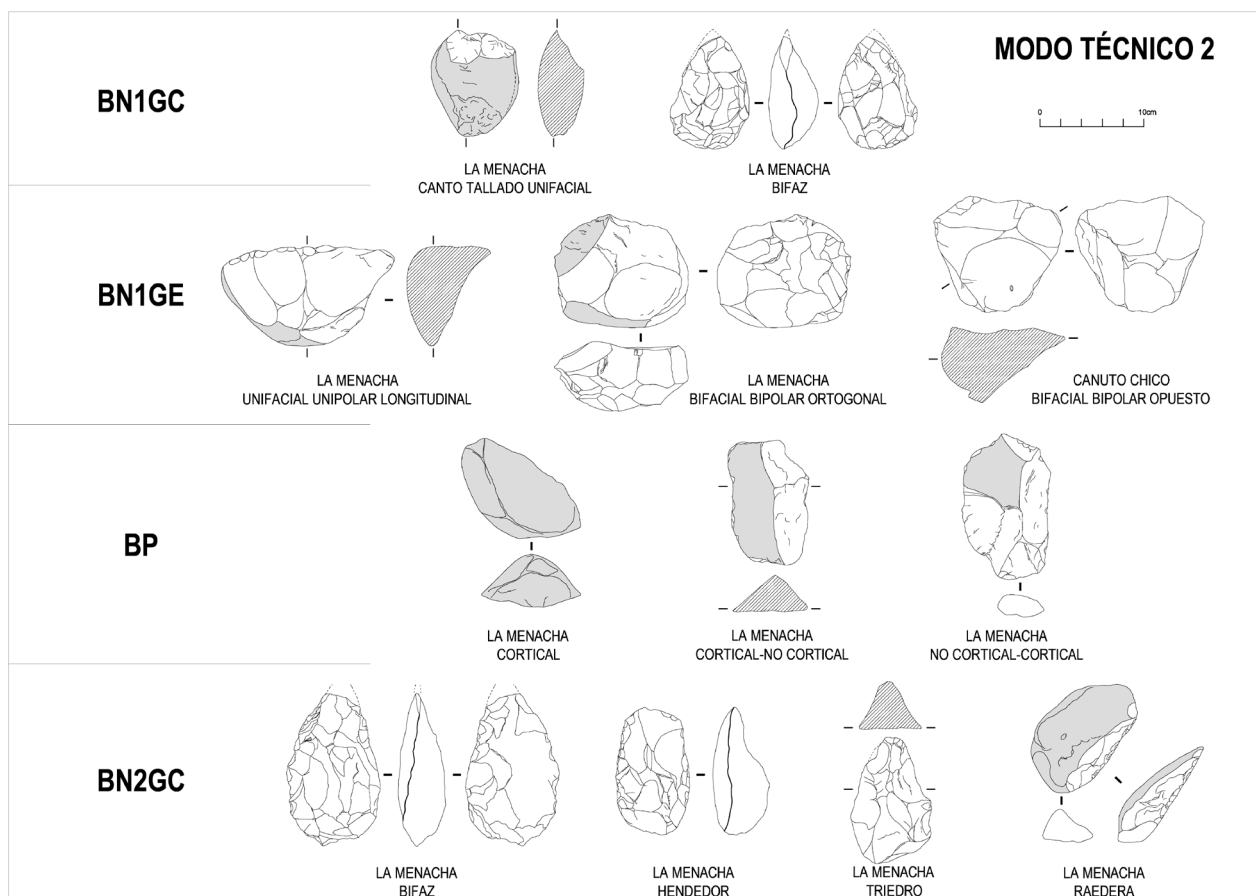 MODO TÉCNICO 2
0 10cm
BN1GC
LA MENACHA
CANTO TALLADO UNIFACIAL
LA MENACHA
BIFAZ
BN1GE
LA MENACHA
UNIFACIAL UNIPOLAR LONGITUDINAL
LA MENACHA
BIFACIAL BIPOLAR ORTOGONAL
CANUTO CHICO
BIFACIAL BIPOLAR OPUESTO
BP
LA MENACHA
CORTICAL
LA MENACHA
CORTICAL-NO CORTICAL
LA MENACHA
NO CORTICAL-CORTICAL
BN2GC
LA MENACHA
BIFAZ
LA MENACHA
HENDEDOR
LA MENACHA
TRIEDRO
LA MENACHA
RAEDERA